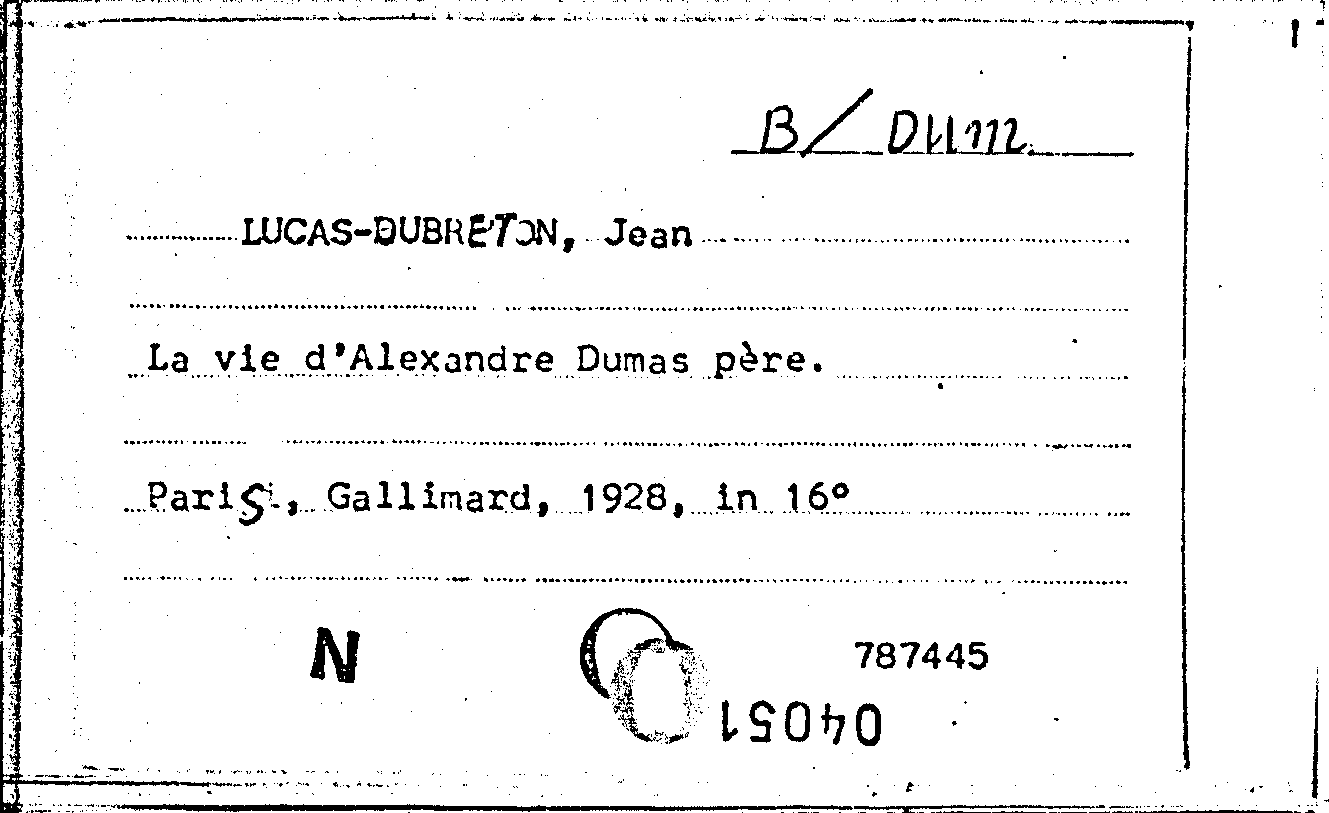 B/ DUM.
LUCAS-DUBRETON, Jean
La vie d'Alexandre Dumas père.
Paris, Gallimard, 1928, in 16°
N
787445
04051